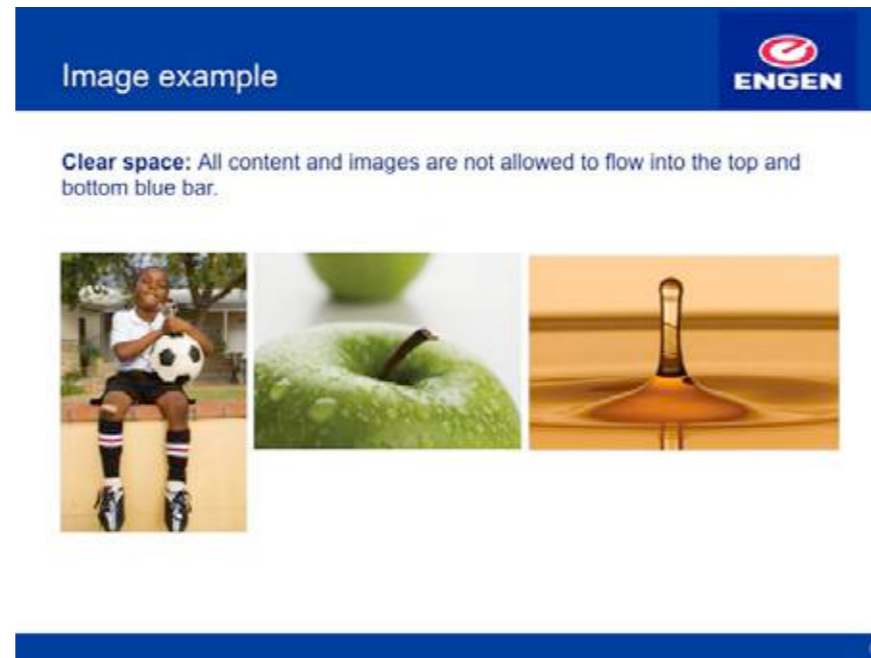 Image example
ENGEN
Clear space: All content and images are not allowed to flow into the top and
bottom blue bar.